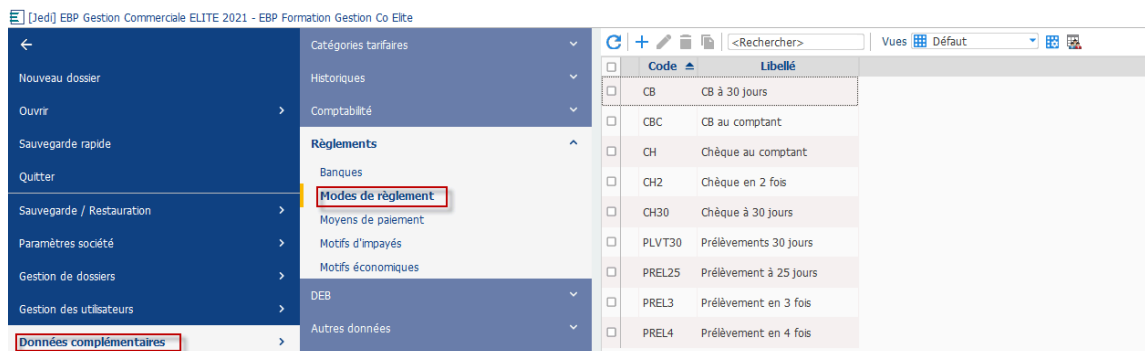 [Jedi] EBP Gestion Commerciale ELITE 2021 - EBP Formation Gestion Co Elite
Nouveau dossier
Ouvrir
Sauvegarde rapide
Quitter
Sauvegarde / Restauration
Paramètres société
Gestion de dossiers
Gestion des utilisateurs
Données complémentaires
Catégories tarifaires
Historiques
Comptabilité
Règlements
Banques
Modes de règlement
Moyens de paiement
Motifs d'impayés
Motifs économiques
DEB
Autres données
<Rechercher> Vues Défaut
Code Libellé
CB CB à 30 jours
CBC CB au comptant
CH Chèque au comptant
CH2 Chèque en 2 fois
CH30 Chèque à 30 jours
PLVT30 Prélèvements 30 jours
PREL25 Prélèvement à 25 jours
PREL3 Prélèvement en 3 fois
PREL4 Prélèvement en 4 fois